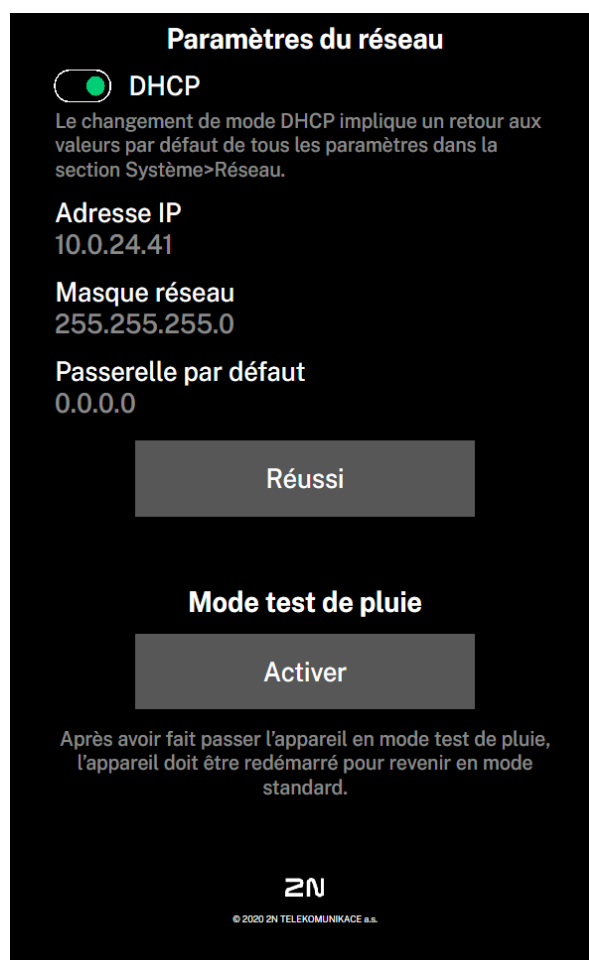 Paramètres du réseau
DHCP
Le changement de mode DHCP implique un retour aux
valeurs par défaut de tous les paramètres dans la
section Système>Réseau.
Adresse IP
10.0.24.41
Masque réseau
255.255.255.0
Passerelle par défaut
0.0.0.0
Réussi
Mode test de pluie
Activer
Après avoir fait passer l’appareil en mode test de pluie,
l’appareil doit être redémarré pour revenir en mode
standard.
2N
© 2020 2N TELEKOMUNIKACE a.s.